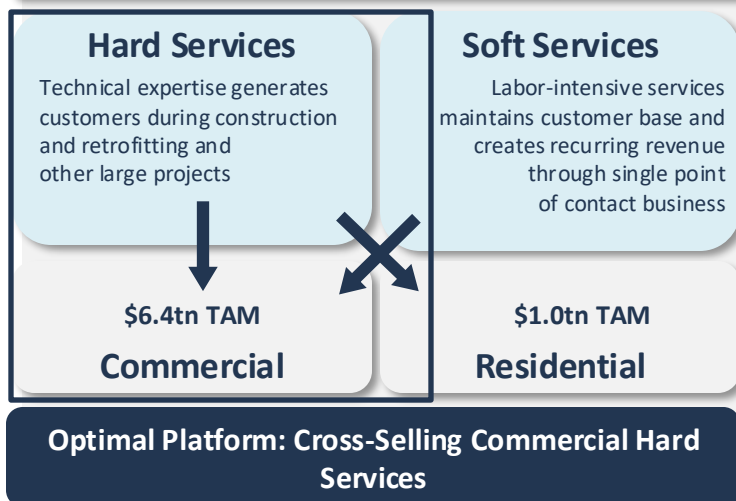 Hard Services
Technical expertise generates
customers during construction
and retrofitting and
other large projects
Soft Services
Labor-intensive services
maintains customer base and
creates recurring revenue
through single point
of contact business
$6.4tn TAM
Commercial
$1.0tn TAM
Residential
Optimal Platform: Cross-Selling Commercial Hard
Services